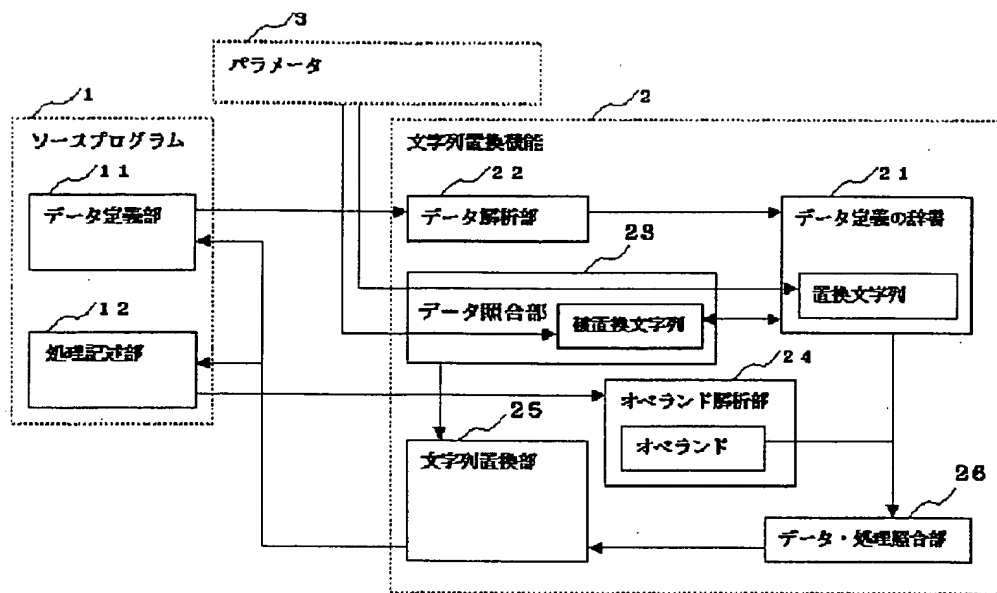 3
パラメータ
1
ソースプログラム
11
データ定義部
12
処理記述部
2
文字列置換機能
22
データ解析部
21
データ定義の辞書
置換文字列
23
データ照合部
被置換文字列
24
オペランド解析部
オペランド
25
文字列置換部
26
データ・処理照合部